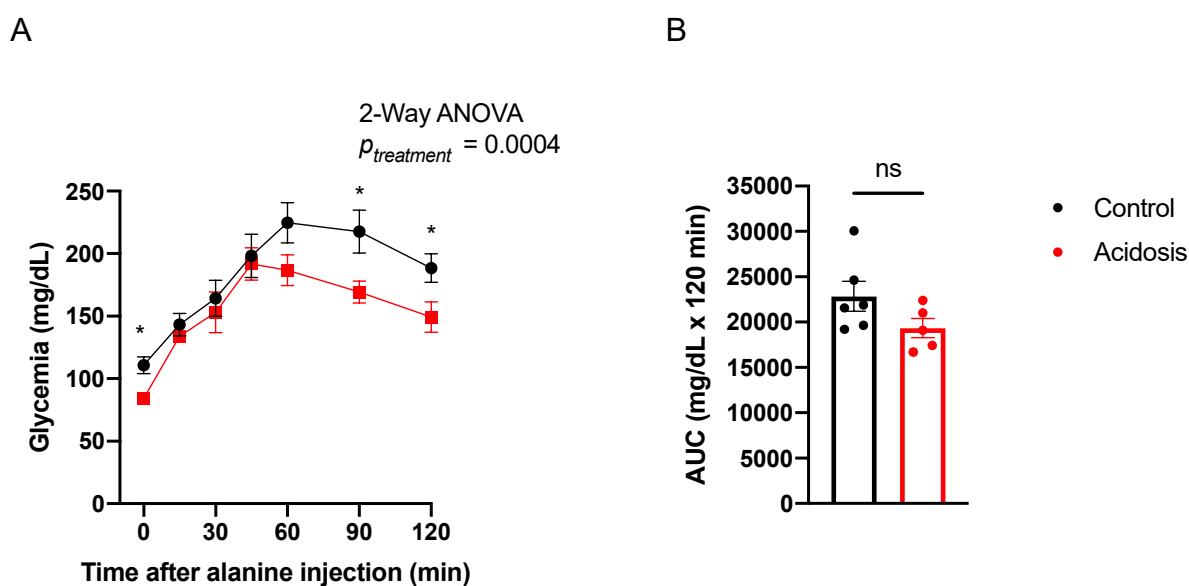 A
2-Way ANOVA
p treatment = 0.0004
*
*
*
250
200
150
100
50
0
Glycemia (mg/dL)
0 30 60 90 120
Time after alanine injection (min)
B
ns
35000
30000
25000
20000
15000
10000
5000
0
AUC (mg/dL x 120 min)
Control
Acidosis